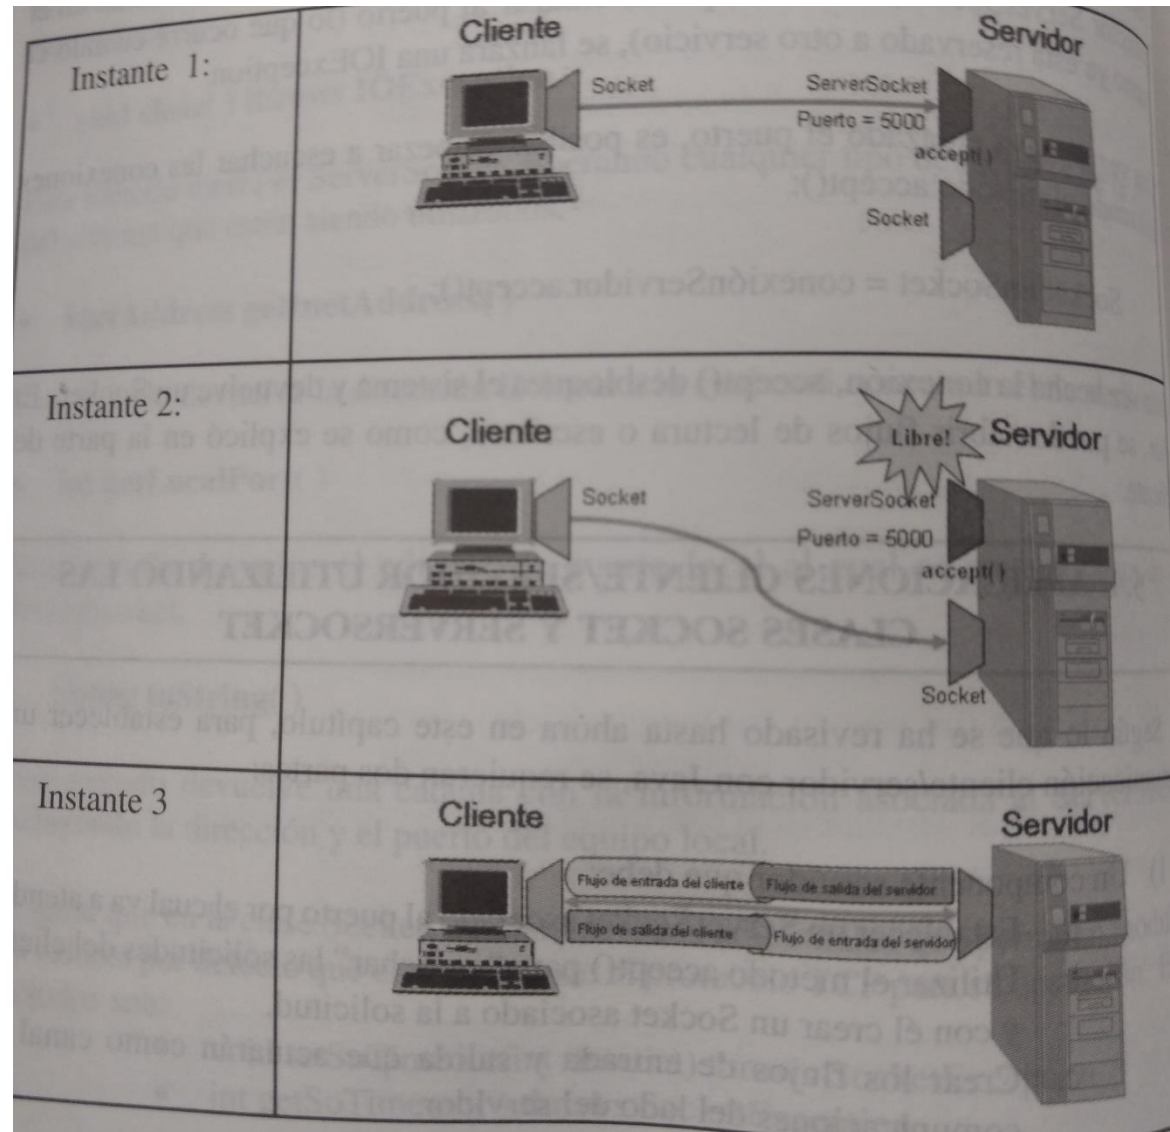 Instante 1:
Cliente
Servidor
Socket
ServerSocket
Puerto = 5000
accept()
Socket
Instante 2:
Cliente
Libre!
Servidor
Socket
ServerSocket
Puerto = 5000
accept()
Socket
Instante 3
Cliente
Servidor
Flujo de entrada del cliente
Flujo de salida del servidor
Flujo de salida del cliente
Flujo de entrada del servidor